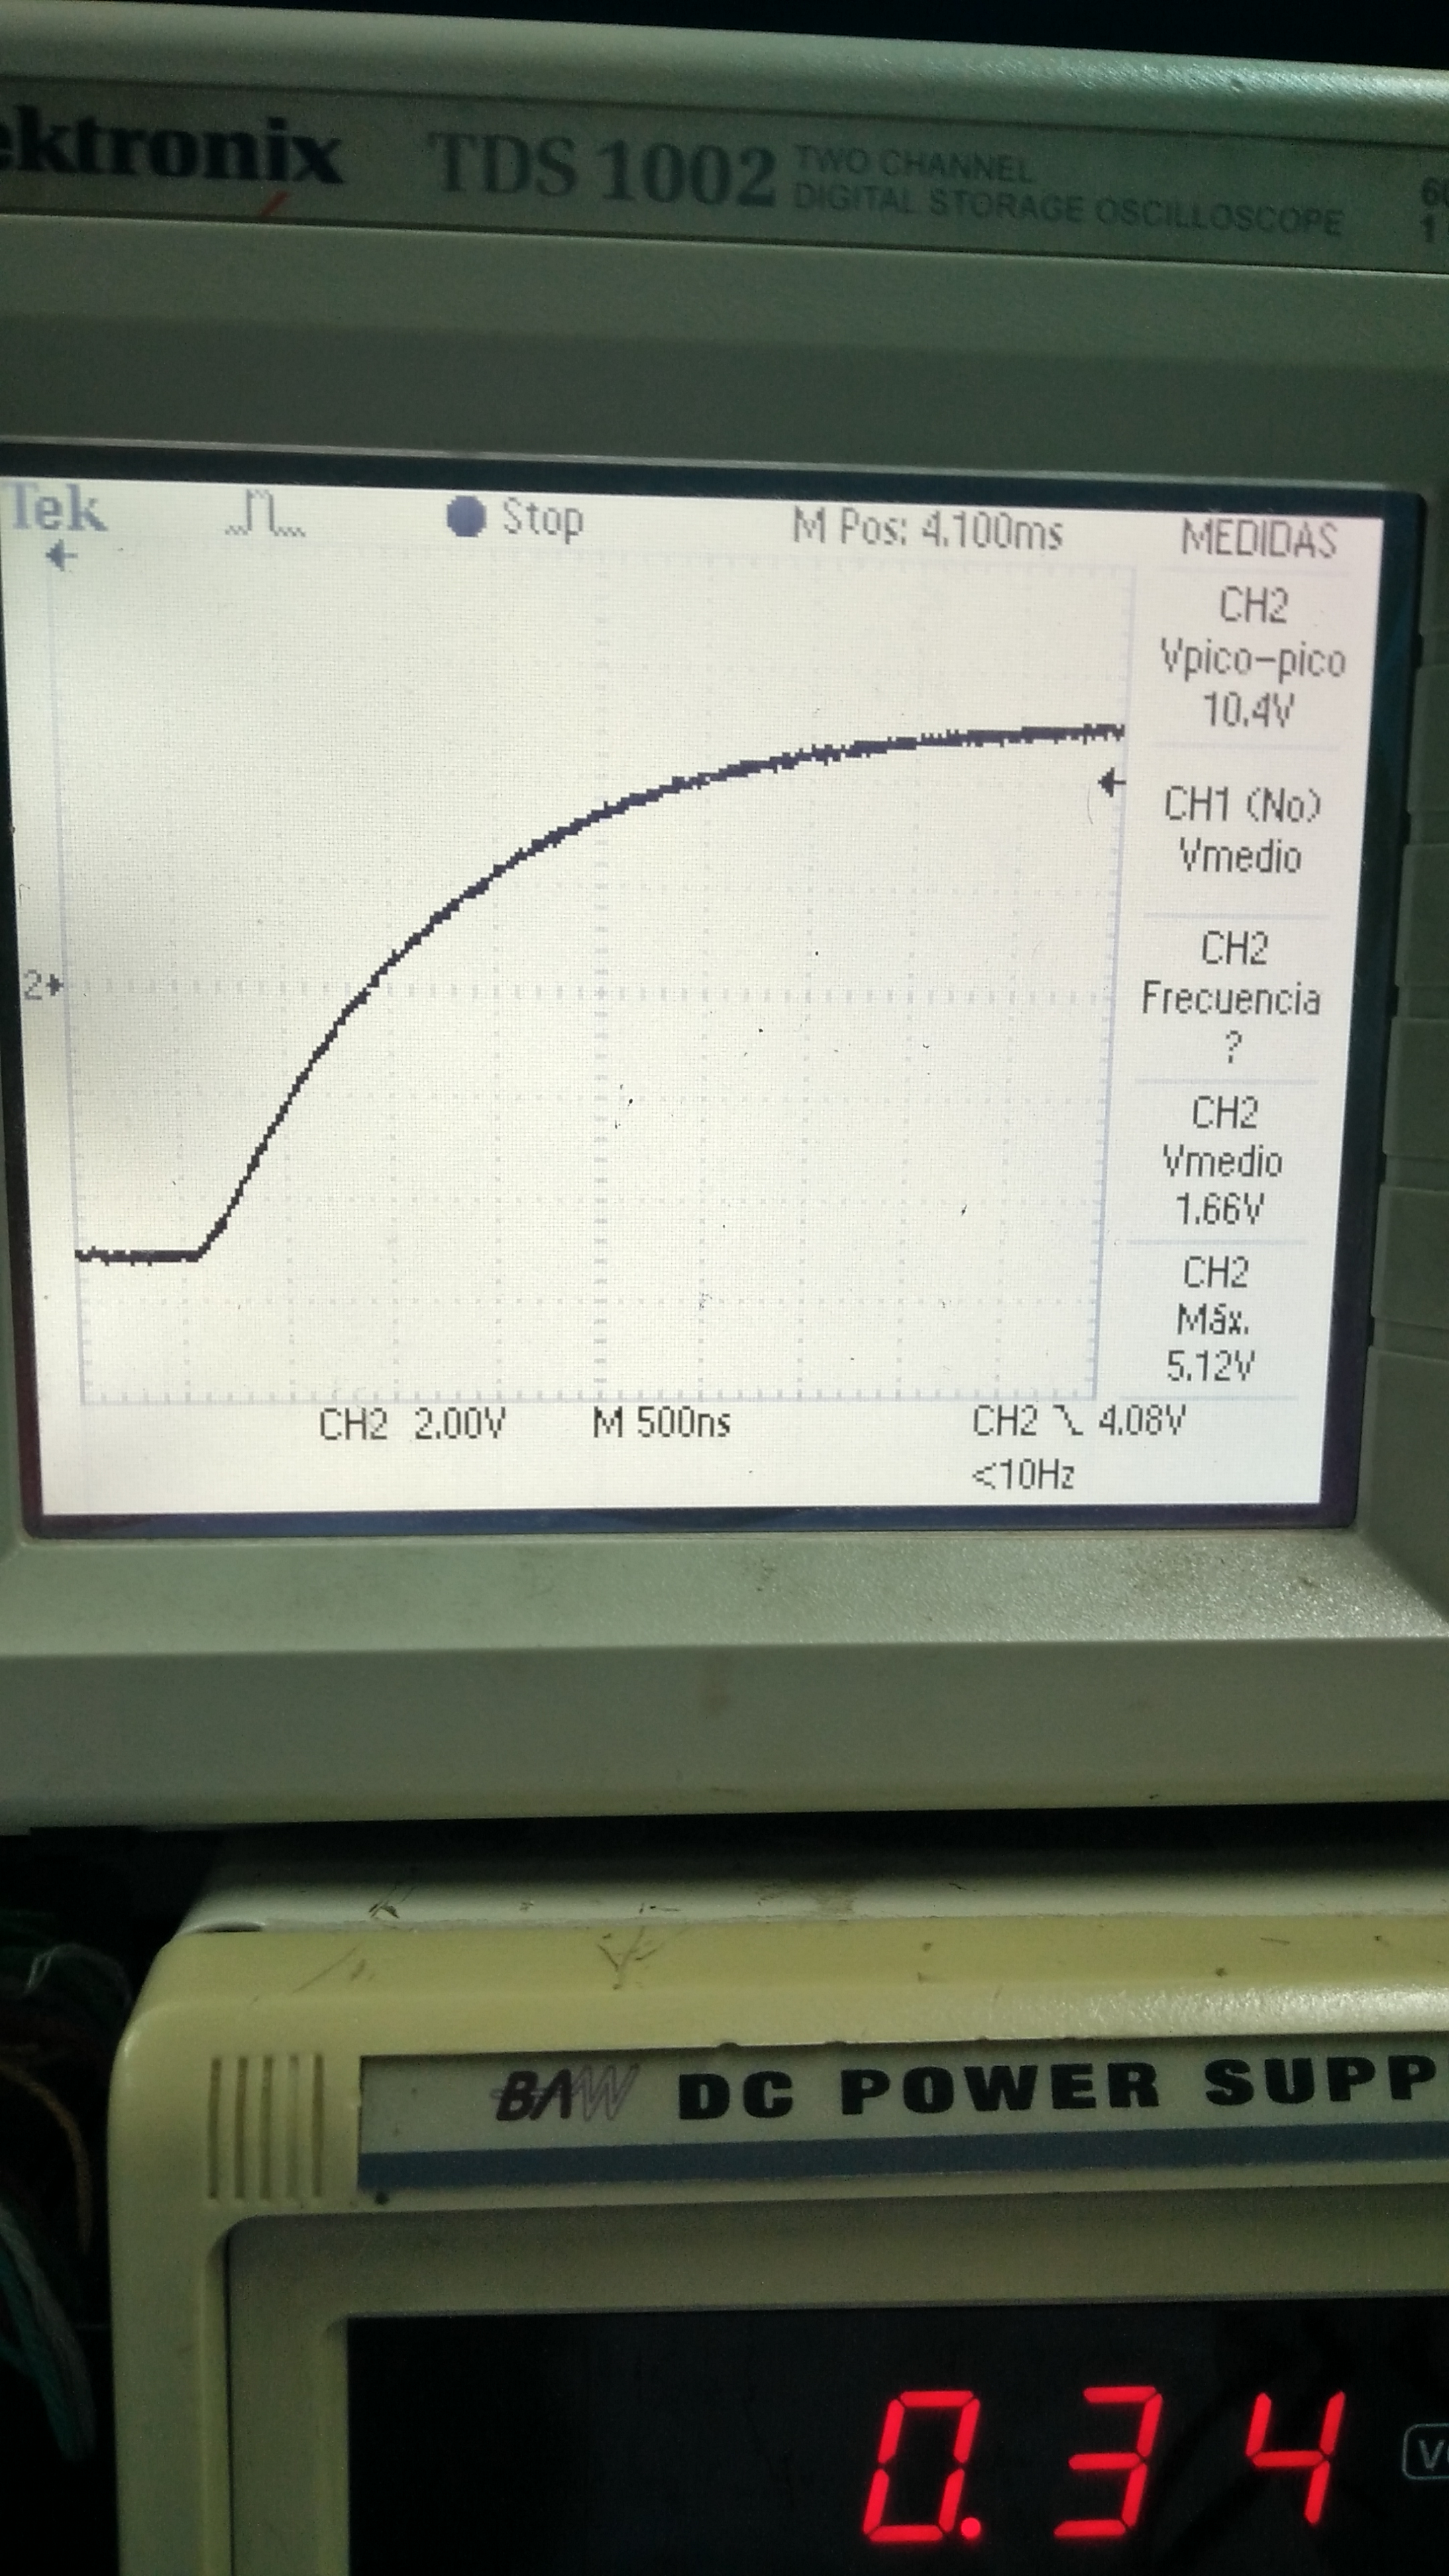 ektronix TDS 1002 TWO CHANNEL
DIGITAL STORAGE OSCILLOSCOPE
Tek Stop M Pos: 4.100ms MEDIDAS
CH2
Vpico-pico
10.4V
CH1 (No)
Vmedio
2
CH2
Frecuencia
?
CH2
Vmedio
1.66V
CH2
Máx.
5.12V
CH2 2.00V M 500ns CH2 4.08V
<10Hz
BAW DC POWER SUPP
0.34